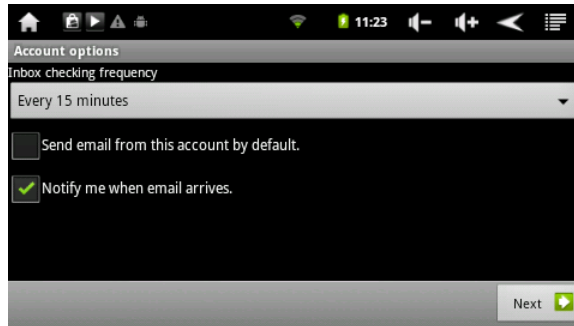 11:23
Account options
Inbox checking frequency
Every 15 minutes
Send email from this account by default.
Notify me when email arrives.
Next